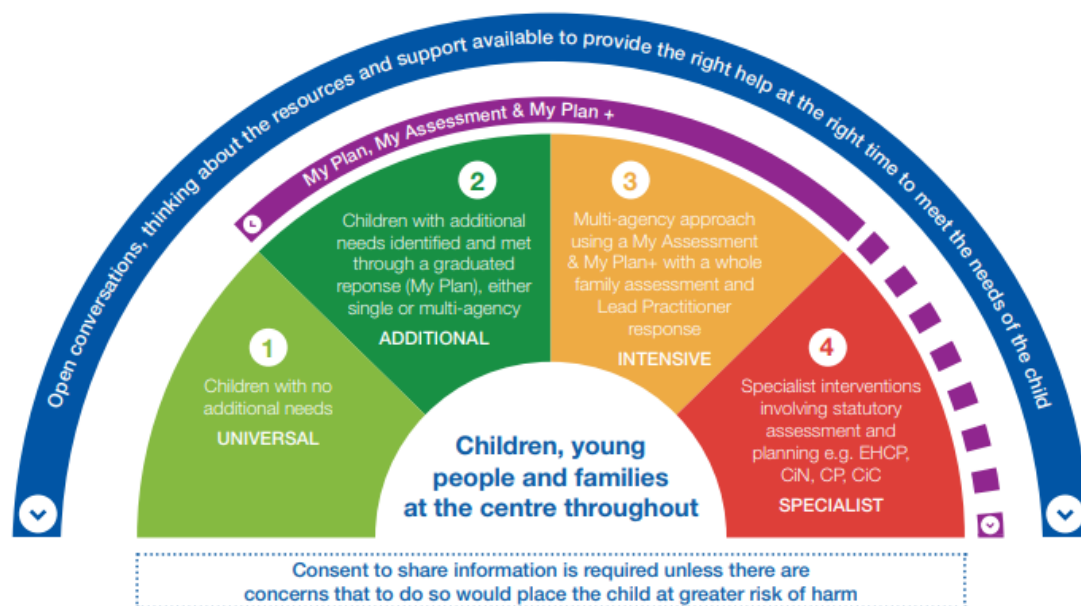 Open conversations, thinking about the resources and support available to provide the right help at the right time to meet the needs of the child
My Plan, My Assessment & My Plan +
1
Children with no
additional needs
UNIVERSAL
2
Children with additional
needs identified and met
through a graduated
reponse (My Plan), either
single or multi-agency
ADDITIONAL
3
Multi-agency approach
using a My Assessment
& My Plan+ with a whole
family assessment and
Lead Practitioner
response
INTENSIVE
4
Specialist interventions
involving statutory
assessment and
planning e.g. EHCP,
CiN, CP, CiC
SPECIALIST
Children, young
people and families
at the centre throughout
Consent to share information is required unless there are
concerns that to do so would place the child at greater risk of harm